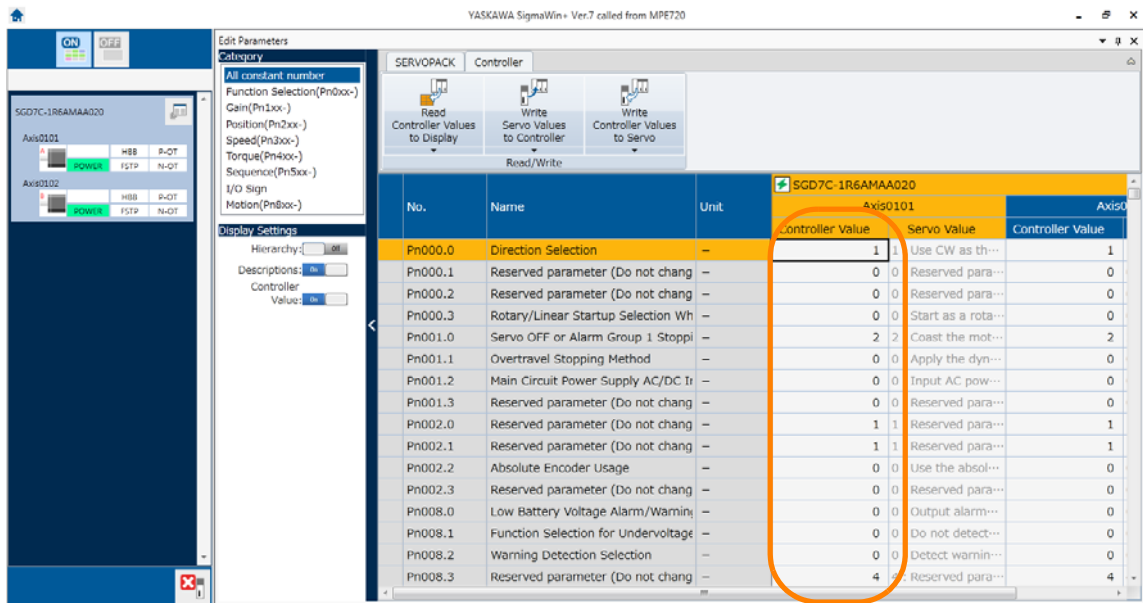 YASKAWA SigmaWin+ Ver.7 called from MPE720
ON
OFF
SGD7C-1R6AMAA020
Axis0101
A
HBB
P-OT
POWER
FSTP
N-OT
Axis0102
B
HBB
P-OT
POWER
FSTP
N-OT
Edit Parameters
Category
All constant number
Function Selection(Pn0xx-)
Gain(Pn1xx-)
Position(Pn2xx-)
Speed(Pn3xx-)
Torque(Pn4xx-)
Sequence(Pn5xx-)
I/O Sign
Motion(Pn8xx-)
Display Settings
Hierarchy: Off
Descriptions: On
Controller
Value: On
SERVOPACK
Controller
Read
Controller Values
to Display
Write
Servo Values
to Controller
Write
Controller Values
to Servo
Read/Write
SGD7C-1R6AMAA020
No. Name Unit Axis0101 Axis0
Controller Value Servo Value Controller Value
Pn000.0 Direction Selection – 1 1 Use CW as th··· 1
Pn000.1 Reserved parameter (Do not chang – 0 0 Reserved para··· 0
Pn000.2 Reserved parameter (Do not chang – 0 0 Reserved para··· 0
Pn000.3 Rotary/Linear Startup Selection Wh – 0 0 Start as a rota··· 0
Pn001.0 Servo OFF or Alarm Group 1 Stoppi – 2 2 Coast the mot··· 2
Pn001.1 Overtravel Stopping Method – 0 0 Apply the dyn··· 0
Pn001.2 Main Circuit Power Supply AC/DC Ir – 0 0 Input AC pow··· 0
Pn001.3 Reserved parameter (Do not chang – 0 0 Reserved para··· 0
Pn002.0 Reserved parameter (Do not chang – 1 1 Reserved para··· 1
Pn002.1 Reserved parameter (Do not chang – 1 1 Reserved para··· 1
Pn002.2 Absolute Encoder Usage – 0 0 Use the absol··· 0
Pn002.3 Reserved parameter (Do not chang – 0 0 Reserved para··· 0
Pn008.0 Low Battery Voltage Alarm/Warning – 0 0 Output alarm··· 0
Pn008.1 Function Selection for Undervoltage – 0 0 Do not detect··· 0
Pn008.2 Warning Detection Selection – 0 0 Detect warnin··· 0
Pn008.3 Reserved parameter (Do not chang – 4 4 : Reserved para··· 4